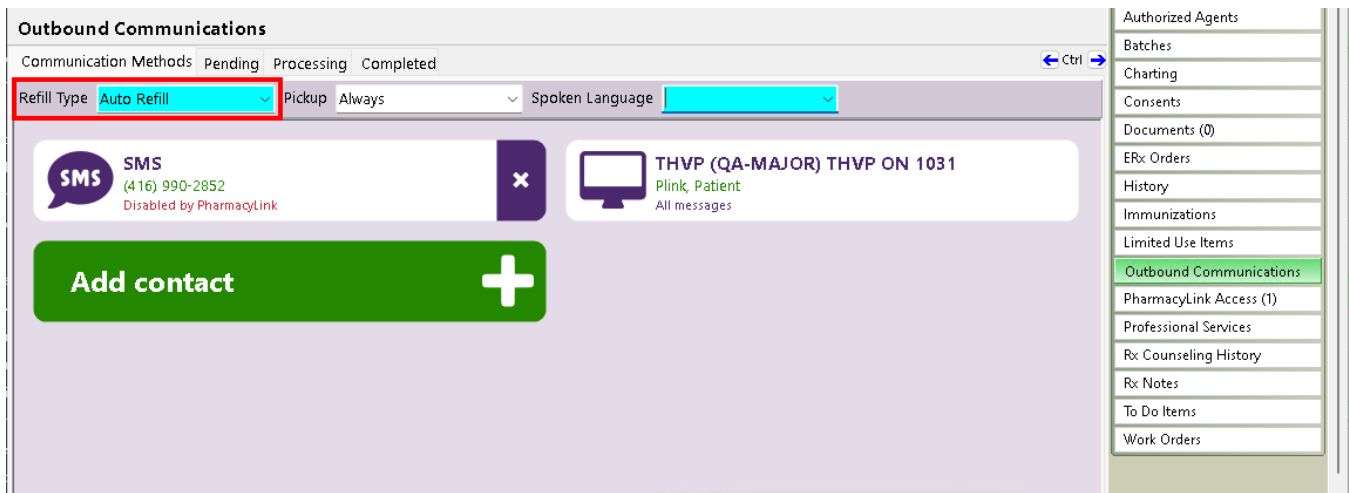 Outbound Communications
Communication Methods Pending Processing Completed Ctrl
Refill Type Auto Refill Pickup Always Spoken Language
SMS
SMS
(416) 990-2852
Disabled by PharmacyLink
THVP (QA-MAJOR) THVP ON 1031
Plink, Patient
All messages
Add contact
Authorized Agents
Batches
Charting
Consents
Documents (0)
ERx Orders
History
Immunizations
Limited Use Items
Outbound Communications
PharmacyLink Access (1)
Professional Services
Rx Counseling History
Rx Notes
To Do Items
Work Orders